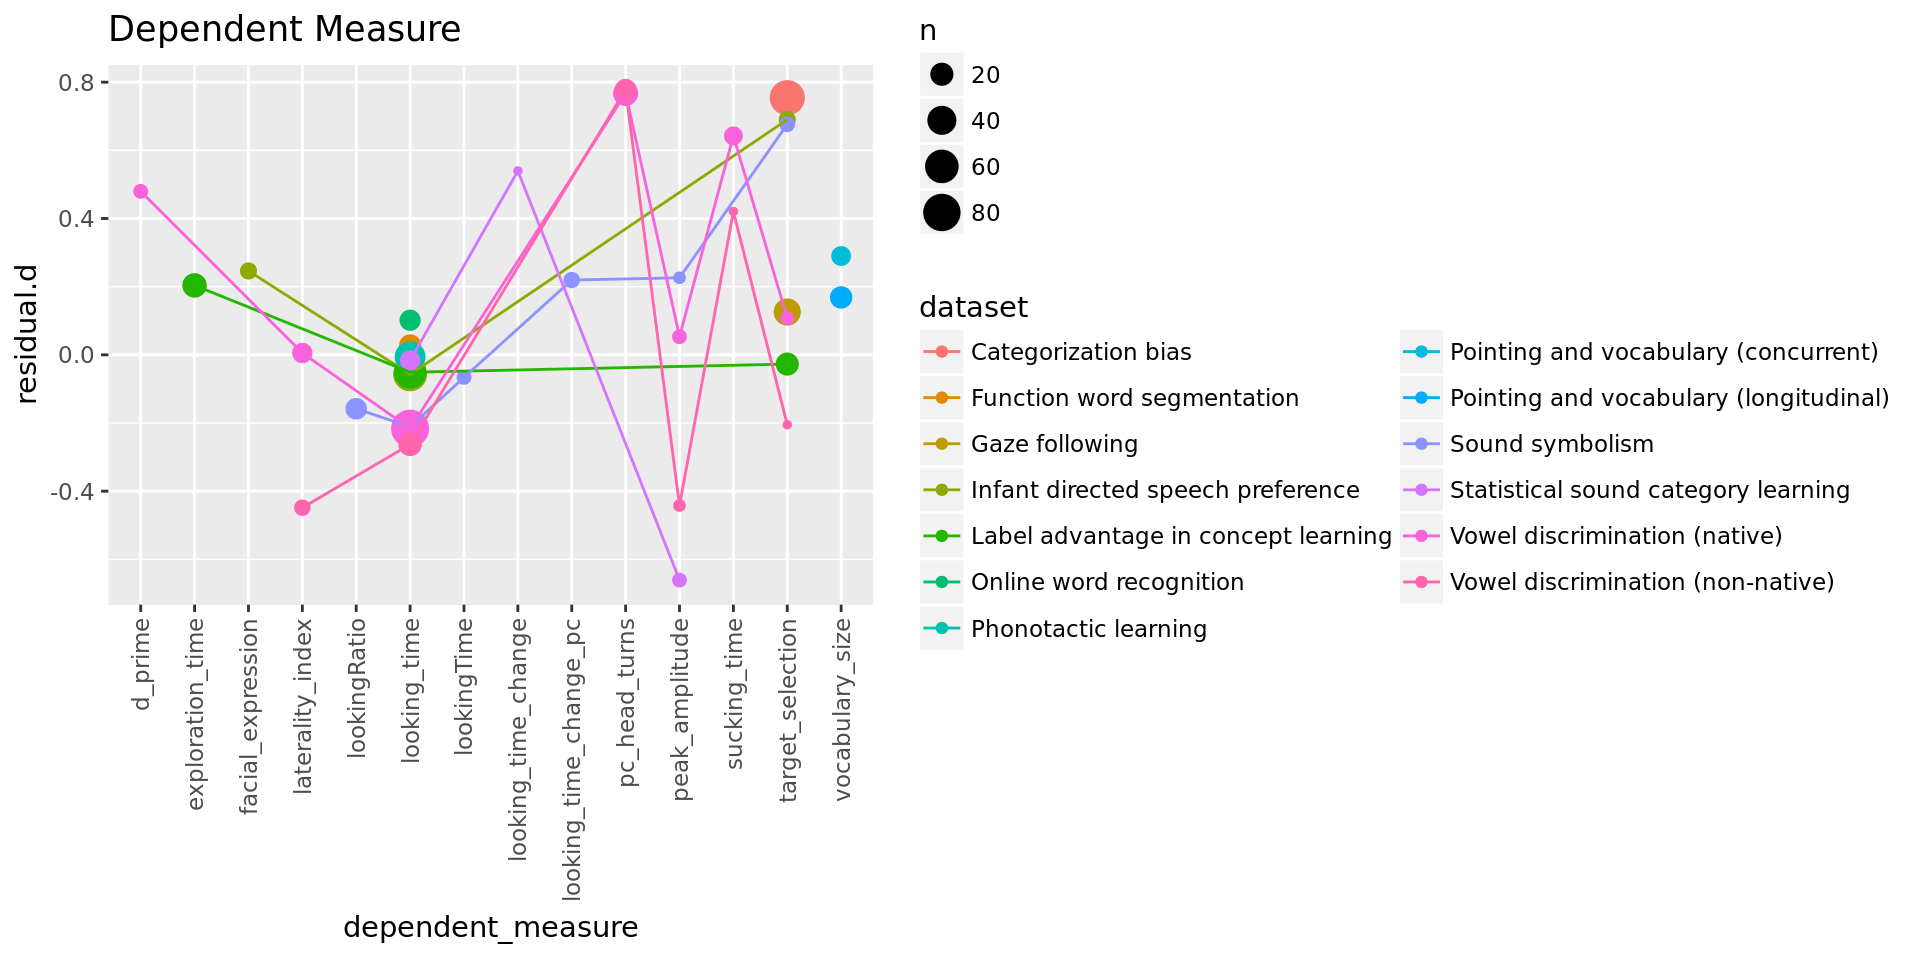 Dependent Measure
residual.d
0.8
0.4
0.0
-0.4
d_prime
exploration_time
facial_expression
laterality_index
lookingRatio
looking_time
lookingTime
looking_time_change
looking_time_change_pc
pc_head_turns
peak_amplitude
sucking_time
target_selection
vocabulary_size
dependent_measure
n
20
40
60
80
dataset
Categorization bias
Function word segmentation
Gaze following
Infant directed speech preference
Label advantage in concept learning
Online word recognition
Phonotactic learning
Pointing and vocabulary (concurrent)
Pointing and vocabulary (longitudinal)
Sound symbolism
Statistical sound category learning
Vowel discrimination (native)
Vowel discrimination (non-native)